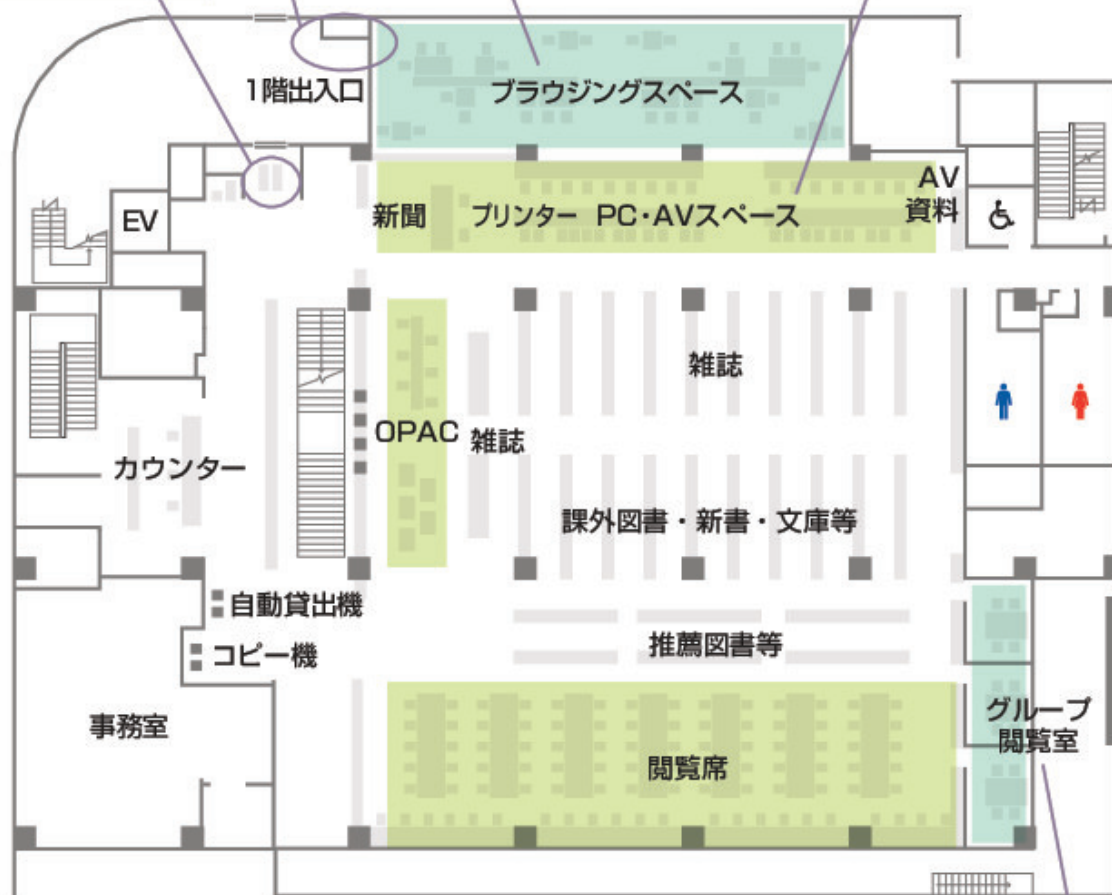 1階出入口
ブラウジングスペース
EV
新聞
プリンター
PC・AVスペース
AV
資料
雑誌
OPAC
雑誌
カウンター
課外図書・新書・文庫等
自動貸出機
推薦図書等
コピー機
事務室
閲覧席
グループ
閲覧室